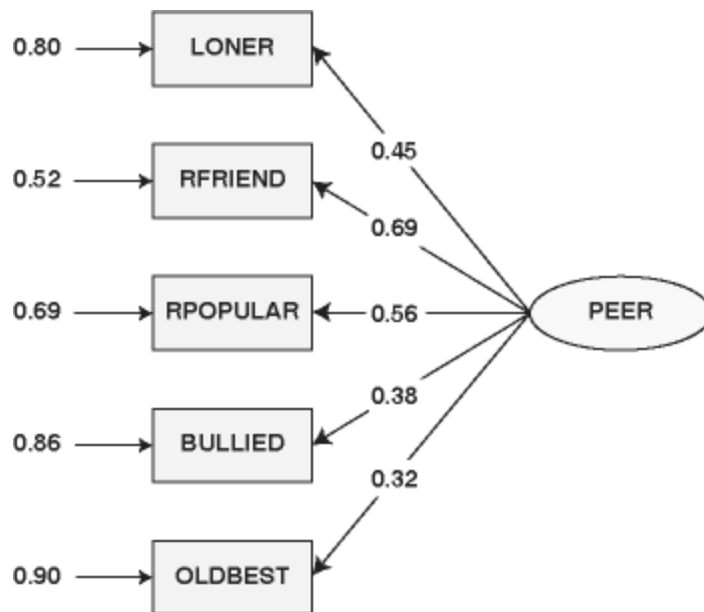 0.80
LONER
0.45
0.52
RFRIEND
0.69
0.69
RPOPULAR
0.56
PEER
0.38
0.86
BULLIED
0.32
0.90
OLDBEST